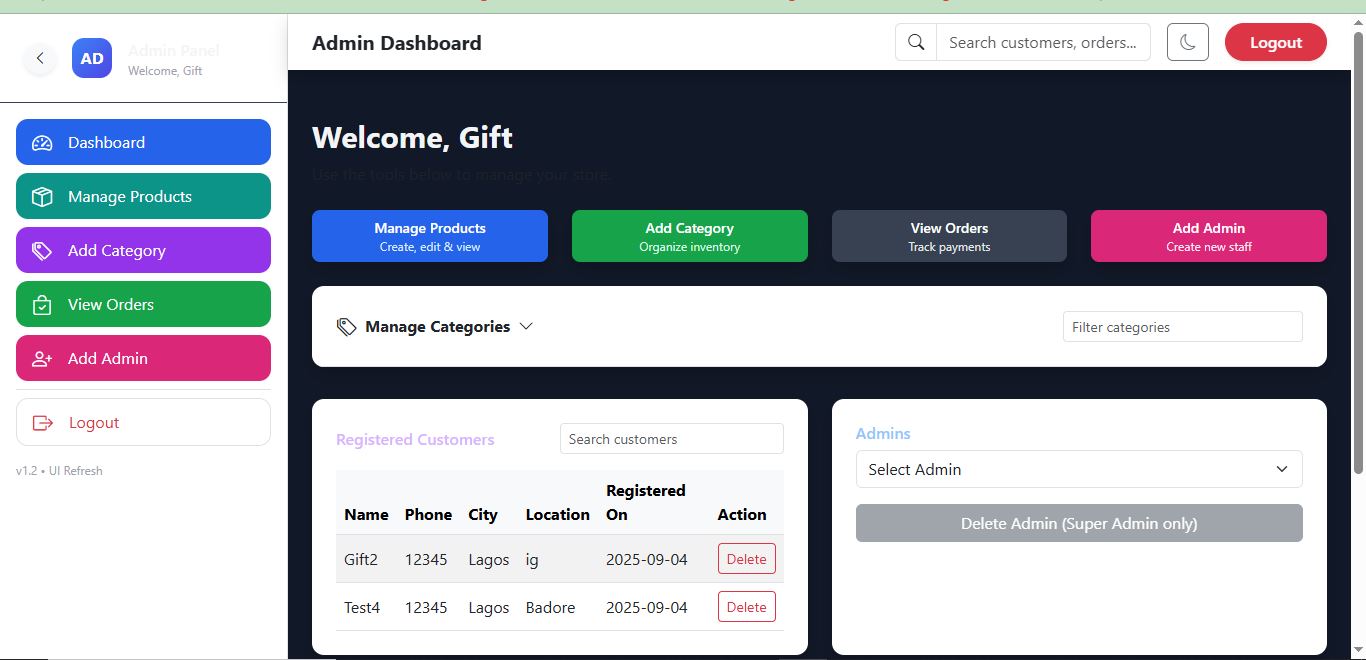 AD
Admin Panel
Welcome, Gift
Dashboard
Manage Products
Add Category
View Orders
Add Admin
Logout
v1.2 • UI Refresh
Admin Dashboard
Search customers, orders...
Logout
Welcome, Gift
Use the tools below to manage your store.
Manage Products
Create, edit & view
Add Category
Organize inventory
View Orders
Track payments
Add Admin
Create new staff
Manage Categories
Filter categories
Registered Customers
Search customers
Name Phone City Location Registered On Action
Gift2 12345 Lagos ig 2025-09-04 Delete
Test4 12345 Lagos Badore 2025-09-04 Delete
Admins
Select Admin
Delete Admin (Super Admin only)